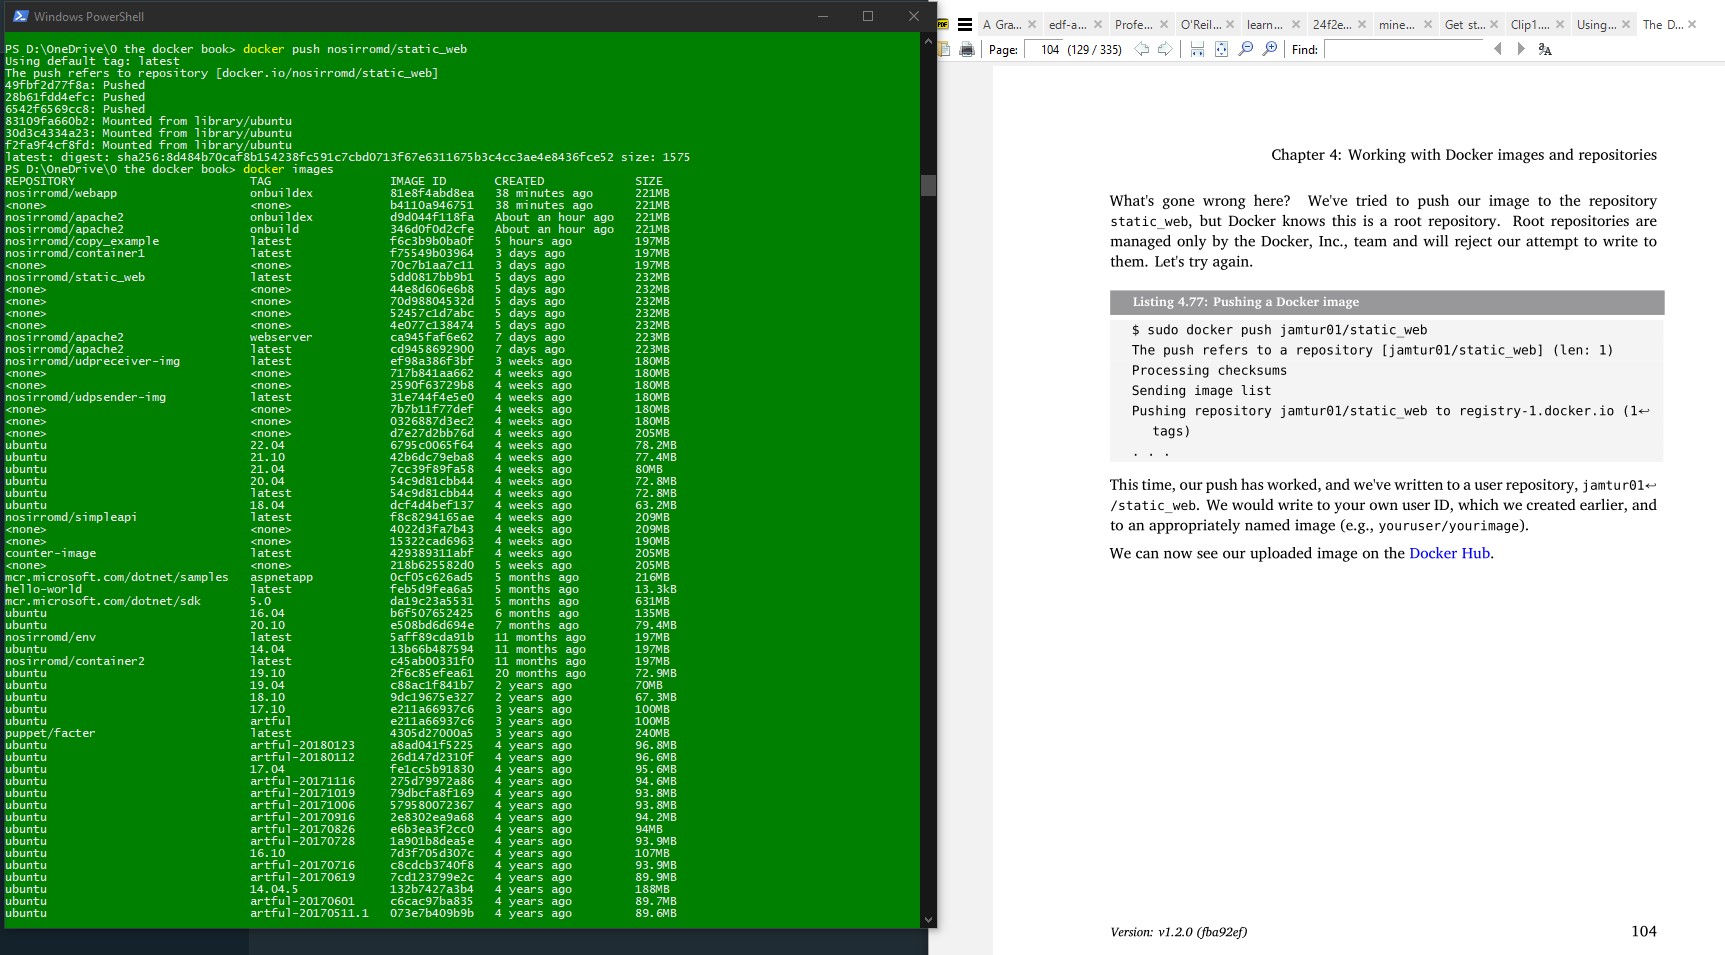 Windows PowerShell
PS D:\OneDrive\0 the docker book> docker push nosirromd/static_web
Using default tag: latest
The push refers to repository [docker.io/nosirromd/static_web]
49fbf2d77f8a: Pushed
28b61fdd4efc: Pushed
6542f6569cc8: Pushed
83109fa660b2: Mounted from library/ubuntu
30d3c4334a23: Mounted from library/ubuntu
f2fa9f4cf8fd: Mounted from library/ubuntu
latest: digest: sha256:8d484b70caf8b154238fc591c7cbd0713f67e6311675b3c4cc3ae4e8436fce52 size: 1575
PS D:\OneDrive\0 the docker book> docker images
REPOSITORY TAG IMAGE ID CREATED SIZE
nosirromd/webapp onbuildex 81e8f4abd8ea 38 minutes ago 221MB
<none> <none> b4110a946751 38 minutes ago 221MB
nosirromd/apache2 onbuildex d9d044f118fa About an hour ago 221MB
nosirromd/apache2 onbuild 346d0f0d2cfe About an hour ago 221MB
nosirromd/copy_example latest f6c3b9b0ba0f 5 hours ago 197MB
nosirromd/container1 latest f75549b03964 3 days ago 197MB
<none> <none> 70c7b1aa7c11 3 days ago 197MB
nosirromd/static_web latest 5dd0817bb9b1 5 days ago 232MB
<none> <none> 44e8d606e6b8 5 days ago 232MB
<none> <none> 70d98804532d 5 days ago 232MB
<none> <none> 52457c1d7abc 5 days ago 232MB
<none> <none> 4e077c138474 5 days ago 232MB
nosirromd/apache2 webserver ca945faf6e62 7 days ago 223MB
nosirromd/apache2 latest cd9458692900 7 days ago 223MB
nosirromd/udpreceiver-img latest ef98a386f3bf 3 weeks ago 180MB
<none> <none> 717b841aa662 4 weeks ago 180MB
<none> <none> 2590f63729b8 4 weeks ago 180MB
nosirromd/udpsender-img latest 31e744f4e5e0 4 weeks ago 180MB
<none> <none> 7b7b11f77def 4 weeks ago 180MB
<none> <none> 0326887d3ec2 4 weeks ago 180MB
<none> <none> d7e27d2bb76d 4 weeks ago 205MB
ubuntu 22.04 6795c0065f64 4 weeks ago 78.2MB
ubuntu 21.10 42b6dc79eba8 4 weeks ago 77.4MB
ubuntu 21.04 7cc39f89fa58 4 weeks ago 80MB
ubuntu 20.04 54c9d81cbb44 4 weeks ago 72.8MB
ubuntu latest 54c9d81cbb44 4 weeks ago 72.8MB
ubuntu 18.04 dcf4d4bef137 4 weeks ago 63.2MB
nosirromd/simpleapi latest f8c8294165ae 4 weeks ago 209MB
<none> <none> 4022d3fa7b43 4 weeks ago 209MB
<none> <none> 15322cad6963 4 weeks ago 190MB
counter-image latest 429389311abf 4 weeks ago 205MB
<none> <none> 218b625582d0 5 weeks ago 205MB
mcr.microsoft.com/dotnet/samples aspnetapp 0cf05c626ad5 5 months ago 216MB
hello-world latest feb5d9fea6a5 5 months ago 13.3kB
mcr.microsoft.com/dotnet/sdk 5.0 da19c23a5531 5 months ago 631MB
ubuntu 16.04 b6f507652425 6 months ago 135MB
ubuntu 20.10 e508bd6d694e 7 months ago 79.4MB
nosirromd/env latest 5aff89cda91b 11 months ago 197MB
ubuntu 14.04 13b66b487594 11 months ago 197MB
nosirromd/container2 latest c45ab00331f0 11 months ago 197MB
ubuntu 19.10 2f6c85efea61 20 months ago 72.9MB
ubuntu 19.04 c88ac1f841b7 2 years ago 70MB
ubuntu 18.10 9dc19675e327 2 years ago 67.3MB
ubuntu 17.10 e211a66937c6 3 years ago 100MB
ubuntu artful e211a66937c6 3 years ago 100MB
puppet/facter latest 4305d27000a5 3 years ago 240MB
ubuntu artful-20180123 a8ad041f5225 4 years ago 96.8MB
ubuntu artful-20180112 26d147d2310f 4 years ago 96.6MB
ubuntu 17.04 fe1cc5b91830 4 years ago 95.6MB
ubuntu artful-20171116 275d79972a86 4 years ago 94.6MB
ubuntu artful-20171019 79dbcfa8f169 4 years ago 93.8MB
ubuntu artful-20171006 579580072367 4 years ago 93.8MB
ubuntu artful-20170916 2e8302ea9a68 4 years ago 94.2MB
ubuntu artful-20170826 e6b3ea3f2cc0 4 years ago 94MB
ubuntu artful-20170728 1a901b8dea5e 4 years ago 93.9MB
ubuntu 16.10 7d3f705d307c 4 years ago 107MB
ubuntu artful-20170716 c8cdcb3740f8 4 years ago 93.9MB
ubuntu artful-20170619 7cd123799e2c 4 years ago 89.9MB
ubuntu 14.04.5 132b7427a3b4 4 years ago 188MB
ubuntu artful-20170601 c6cac97ba835 4 years ago 89.7MB
ubuntu artful-20170511.1 073e7b409b9b 4 years ago 89.6MB
PDF A Gra... edf-a... Profe... O'Reil... learn... 24f2e... mine... Get st... Clip1.... Using... The D...
Page: 104 (129 / 335) Find:
Chapter 4: Working with Docker images and repositories
What's gone wrong here? We've tried to push our image to the repository
static_web, but Docker knows this is a root repository. Root repositories are
managed only by the Docker, Inc., team and will reject our attempt to write to
them. Let's try again.
Listing 4.77: Pushing a Docker image
$ sudo docker push jamtur01/static_web
The push refers to a repository [jamtur01/static_web] (len: 1)
Processing checksums
Sending image list
Pushing repository jamtur01/static_web to registry-1.docker.io (1↩
tags)
. . .
This time, our push has worked, and we've written to a user repository, jamtur01↩
/static_web. We would write to your own user ID, which we created earlier, and
to an appropriately named image (e.g., youruser/yourimage).
We can now see our uploaded image on the Docker Hub.
Version: v1.2.0 (fba92ef) 104